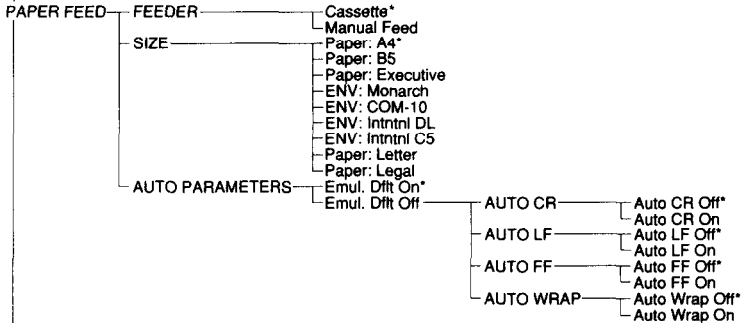 PAPER FEED FEEDER Cassette*
Manual Feed
SIZE Paper: A4*
Paper: B5
Paper: Executive
ENV: Monarch
ENV: COM-10
ENV: Intntnl DL
ENV: Intntnl C5
Paper: Letter
Paper: Legal
AUTO PARAMETERS Emul. Dflt On*
Emul. Dflt Off AUTO CR Auto CR Off*
Auto CR On
AUTO LF Auto LF Off*
Auto LF On
AUTO FF Auto FF Off*
Auto FF On
AUTO WRAP Auto Wrap Off*
Auto Wrap On